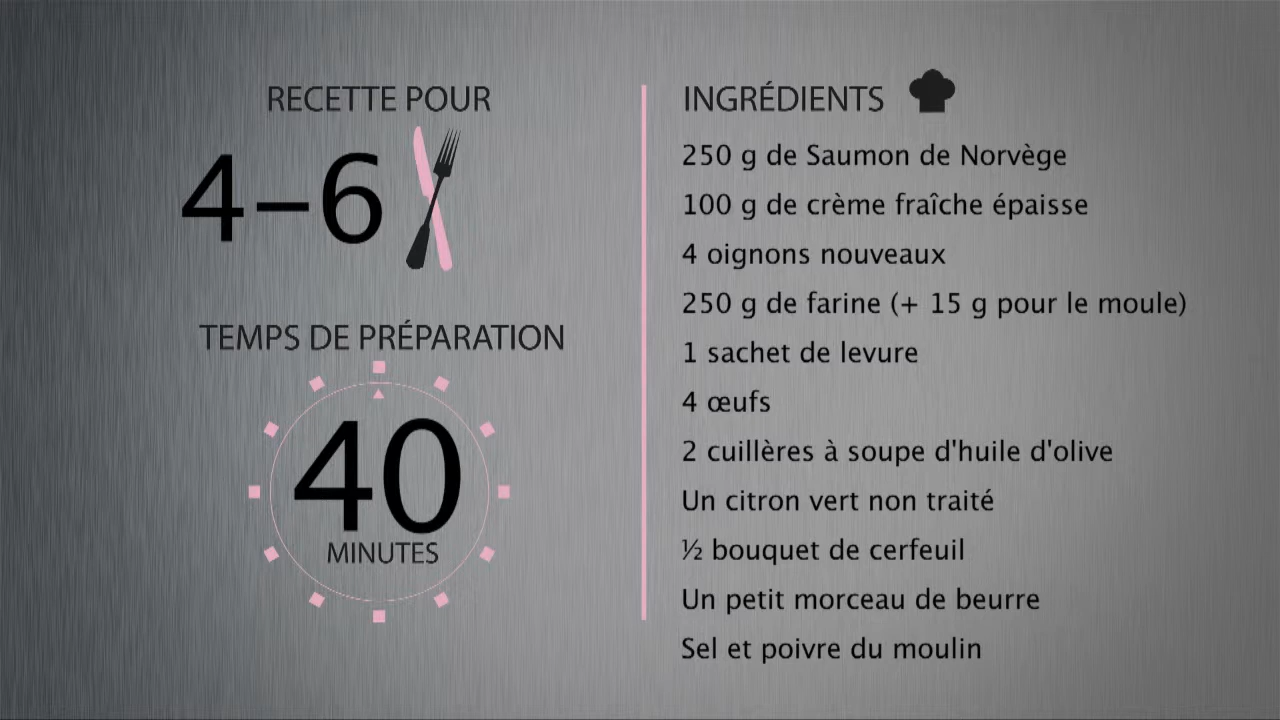 RECETTE POUR
4–6
TEMPS DE PRÉPARATION
40
MINUTES
INGRÉDIENTS
250 g de Saumon de Norvège
100 g de crème fraîche épaisse
4 oignons nouveaux
250 g de farine (+ 15 g pour le moule)
1 sachet de levure
4 œufs
2 cuillères à soupe d'huile d'olive
Un citron vert non traité
½ bouquet de cerfeuil
Un petit morceau de beurre
Sel et poivre du moulin